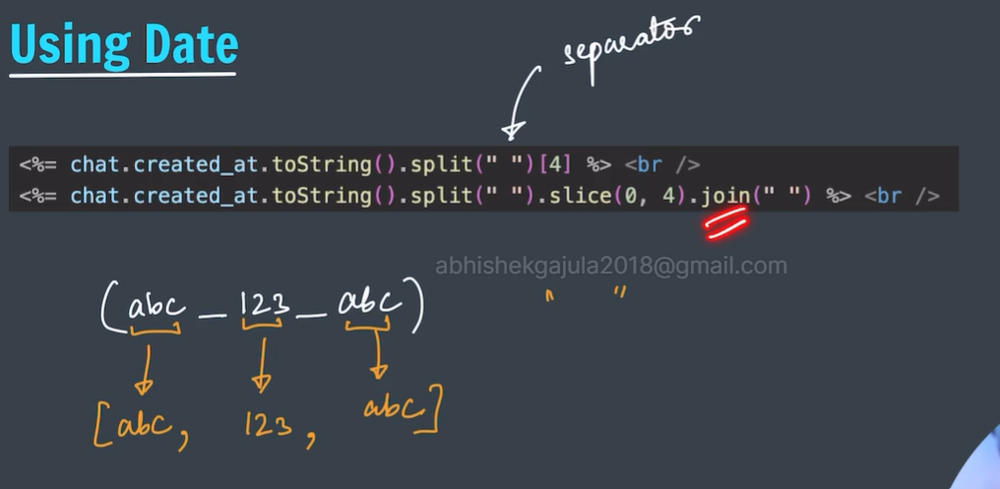 Using Date
separator
<%= chat.created_at.toString().split(" ")[4] %> <br />
<%= chat.created_at.toString().split(" ").slice(0, 4).join(" ") %> <br />
abhishekgajula2018@gmail.com
(abc _ 123 _ abc) " "
[abc, 123, abc]